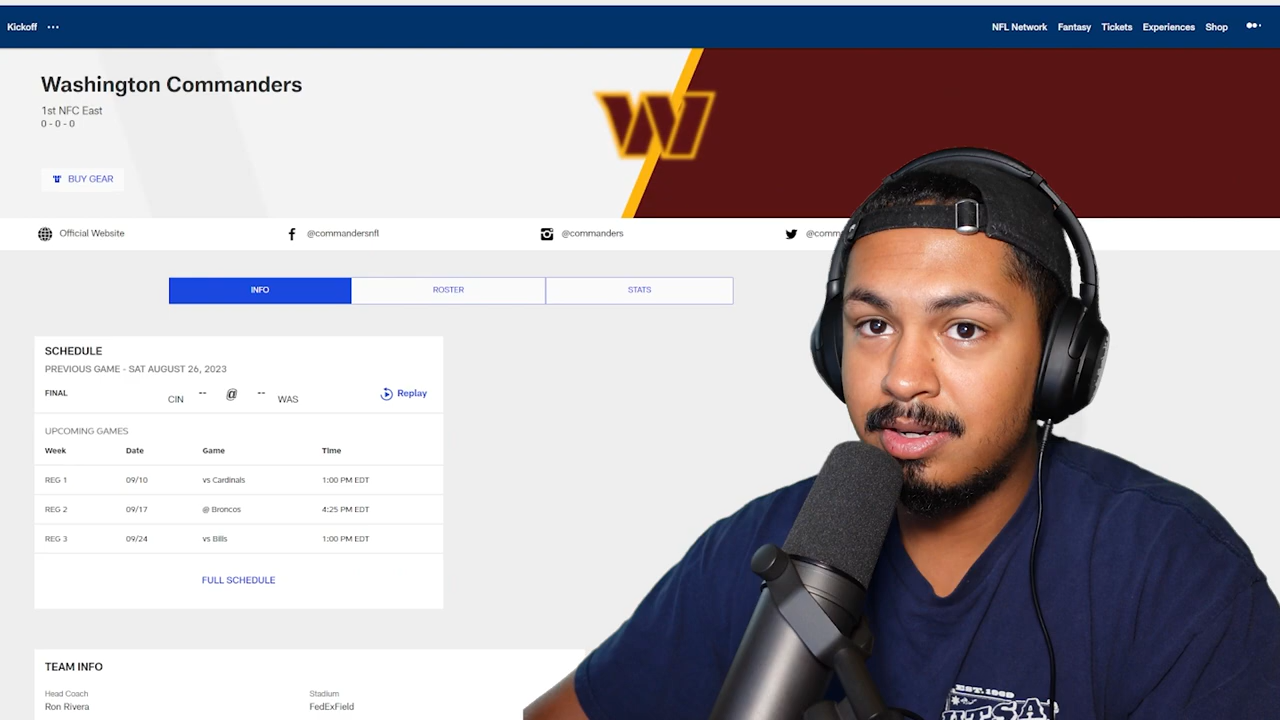 Kickoff ...
NFL Network Fantasy Tickets Experiences Shop
Washington Commanders
1st NFC East
0 - 0 - 0
W
BUY GEAR
Official Website
@commandersnfl
@commanders
INFO
ROSTER
STATS
SCHEDULE
PREVIOUS GAME - SAT AUGUST 26, 2023
FINAL CIN -- @ -- WAS Replay
UPCOMING GAMES
Week Date Game Time
REG 1 09/10 vs Cardinals 1:00 PM EDT
REG 2 09/17 @ Broncos 4:25 PM EDT
REG 3 09/24 vs Bills 1:00 PM EDT
FULL SCHEDULE
TEAM INFO
Head Coach Stadium
Ron Rivera FedExField